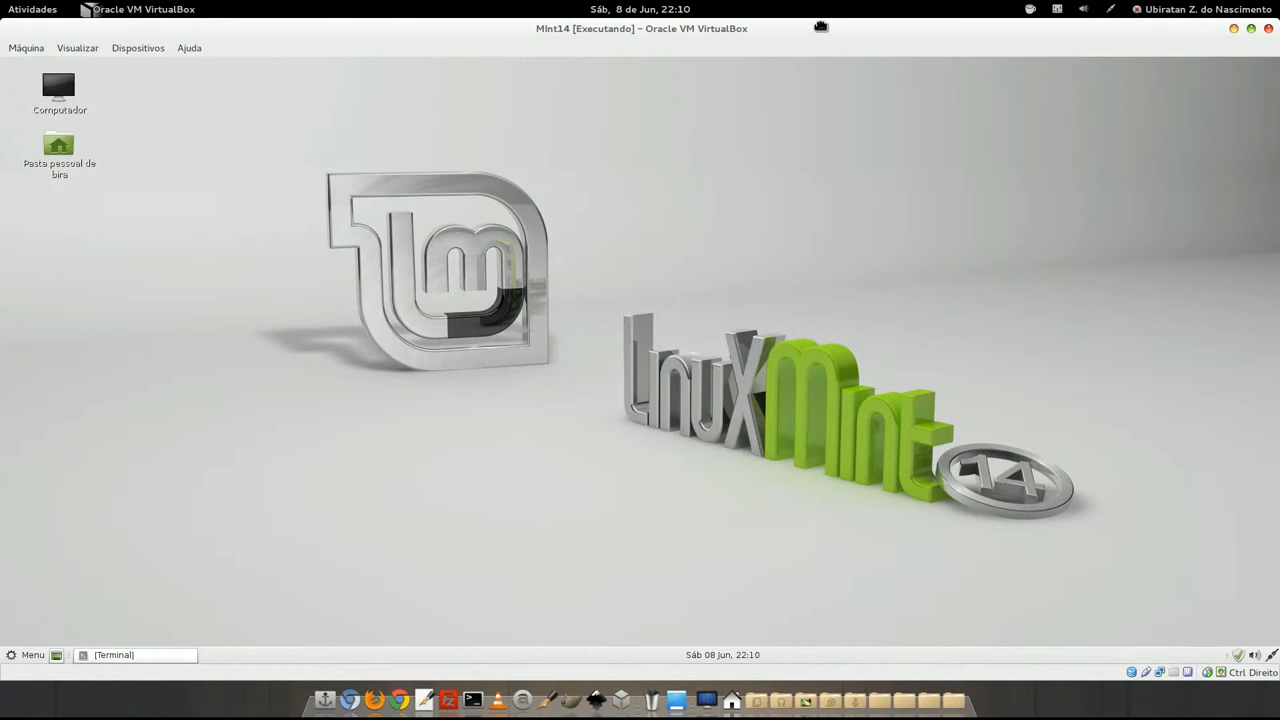 Atividades Oracle VM VirtualBox Sáb, 8 de Jun, 22:10 Ubiratan Z. do Nascimento
Mint14 [Executando] - Oracle VM VirtualBox
Máquina Visualizar Dispositivos Ajuda
Computador
Pasta pessoal de
bira
lm
LinuxMint 14
Menu [Terminal] Sáb 08 Jun, 22:10
Ctrl Direito